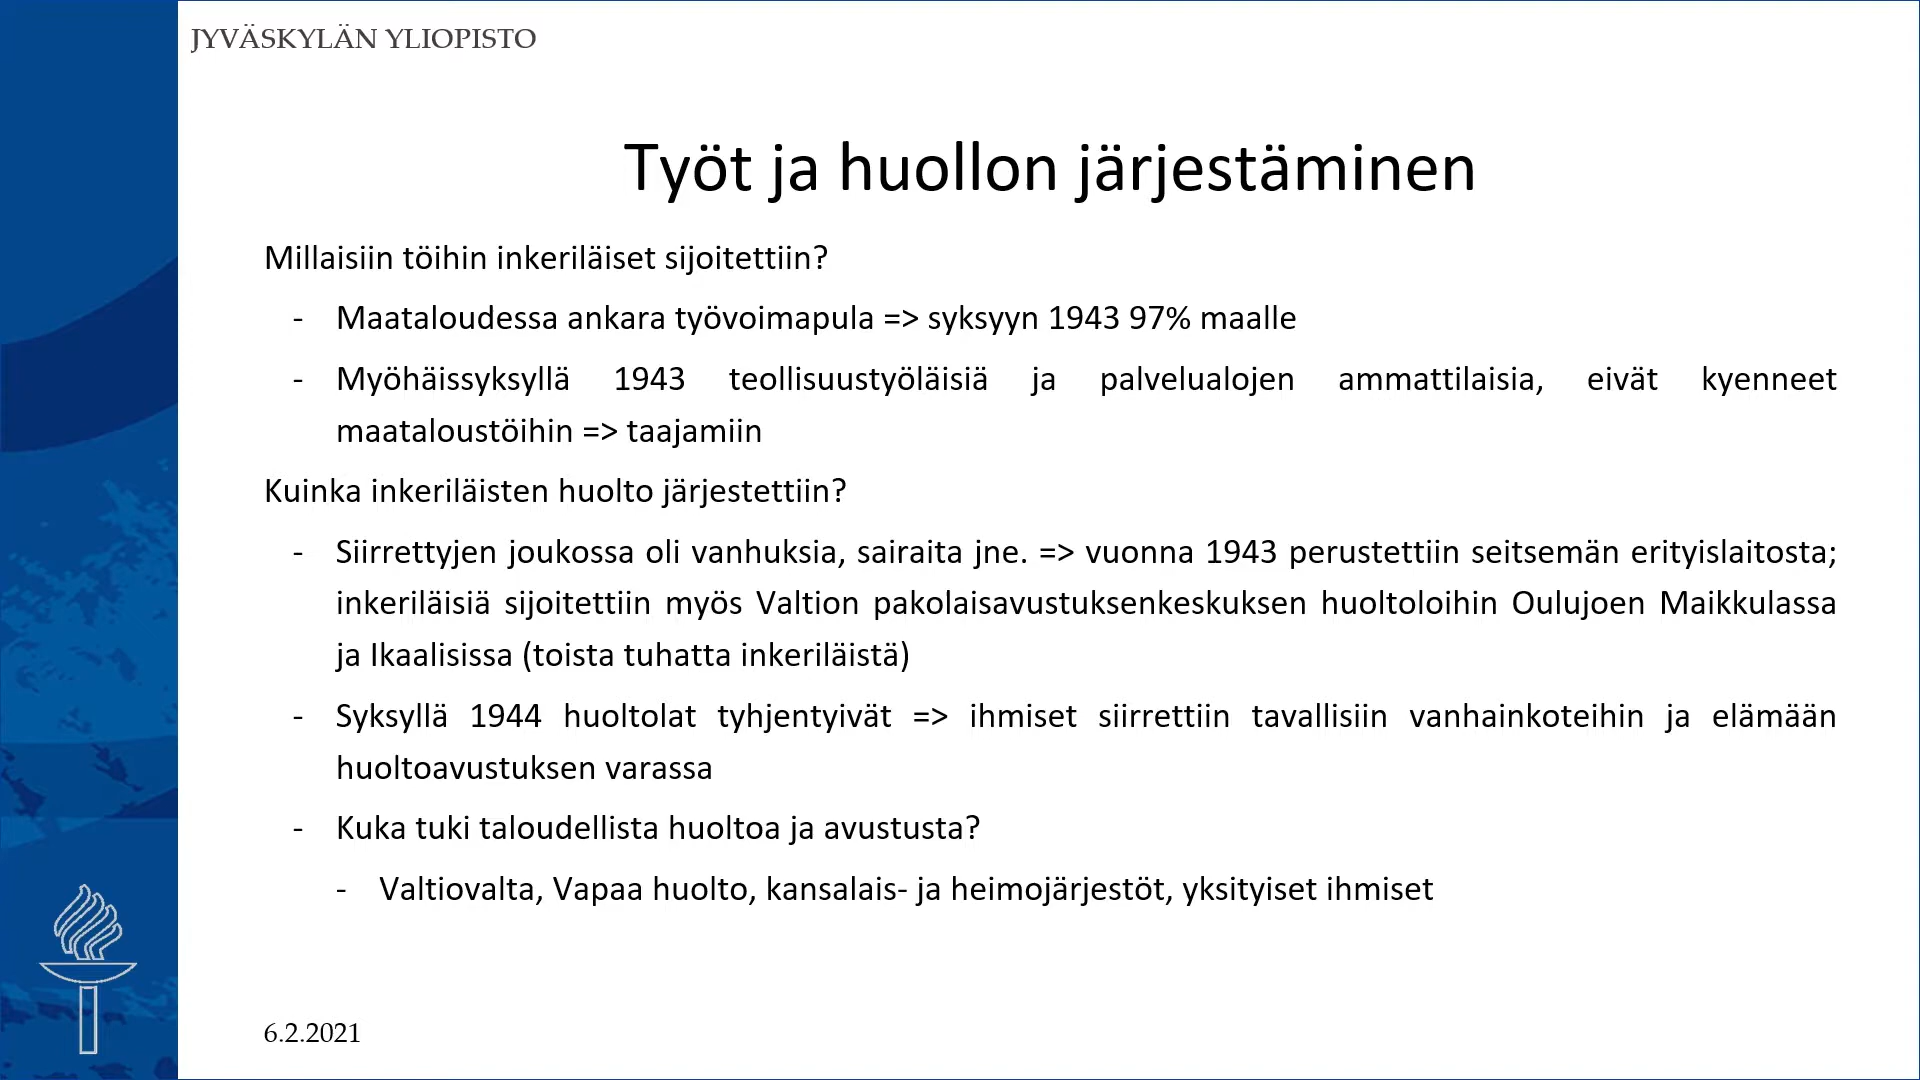 JYVÄSKYLÄN YLIOPISTO
Työt ja huollon järjestäminen
Millaisiin töihin inkeriläiset sijoitettiin?
- Maataloudessa ankara työvoimapula => syksyyn 1943 97% maalle
- Myöhäissyksyllä 1943 teollisuustyöläisiä ja palvelualojen ammattilaisia, eivät kyenneet
maataloustöihin => taajamiin
Kuinka inkeriläisten huolto järjestettiin?
- Siirrettyjen joukossa oli vanhuksia, sairaita jne. => vuonna 1943 perustettiin seitsemän erityislaitosta;
inkeriläisiä sijoitettiin myös Valtion pakolaisavustuksenkeskuksen huoltoloihin Oulujoen Maikkulassa
ja Ikaalisissa (toista tuhatta inkeriläistä)
- Syksyllä 1944 huoltolat tyhjentyivät => ihmiset siirrettiin tavallisiin vanhainkoteihin ja elämään
huoltoavustuksen varassa
- Kuka tuki taloudellista huoltoa ja avustusta?
- Valtiovalta, Vapaa huolto, kansalais- ja heimojärjestöt, yksityiset ihmiset
6.2.2021